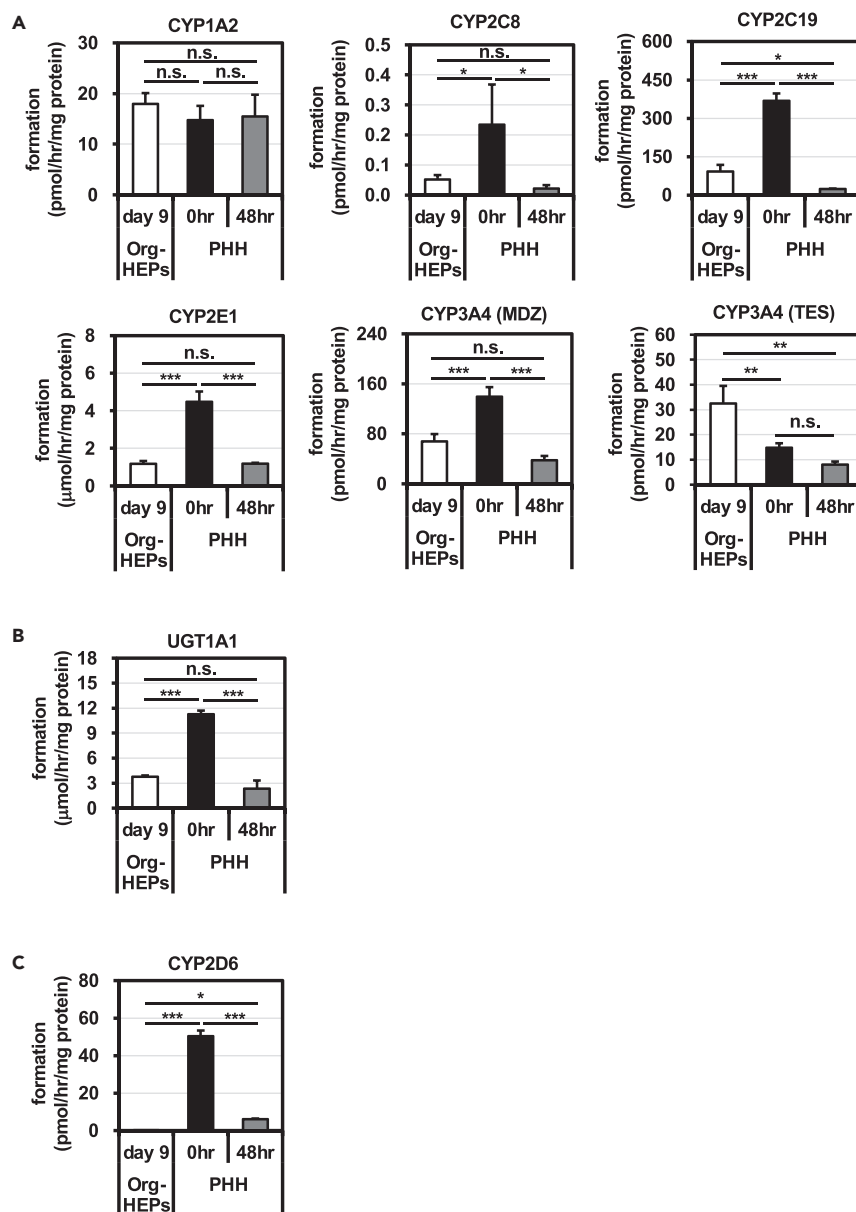 A
CYP1A2
formation
(pmol/hr/mg protein)
30
20
10
0
n.s.
n.s.
n.s.
day 9
0hr
48hr
Org-
HEPs
PHH
CYP2C8
formation
(pmol/hr/mg protein)
0.5
0.4
0.3
0.2
0.1
0.0
n.s.
*
*
day 9
0hr
48hr
Org-
HEPs
PHH
CYP2C19
formation
(pmol/hr/mg protein)
600
450
300
150
0
*
***
***
day 9
0hr
48hr
Org-
HEPs
PHH
CYP2E1
formation
(μmol/hr/mg protein)
8
6
4
2
0
n.s.
***
***
day 9
0hr
48hr
Org-
HEPs
PHH
CYP3A4 (MDZ)
formation
(pmol/hr/mg protein)
240
160
80
0
n.s.
***
***
day 9
0hr
48hr
Org-
HEPs
PHH
CYP3A4 (TES)
formation
(pmol/hr/mg protein)
60
50
40
30
20
10
0
**
**
n.s.
day 9
0hr
48hr
Org-
HEPs
PHH
B
UGT1A1
formation
(μmol/hr/mg protein)
18
15
12
9
6
3
0
n.s.
***
***
day 9
0hr
48hr
Org-
HEPs
PHH
C
CYP2D6
formation
(pmol/hr/mg protein)
80
60
40
20
0
*
***
***
day 9
0hr
48hr
Org-
HEPs
PHH